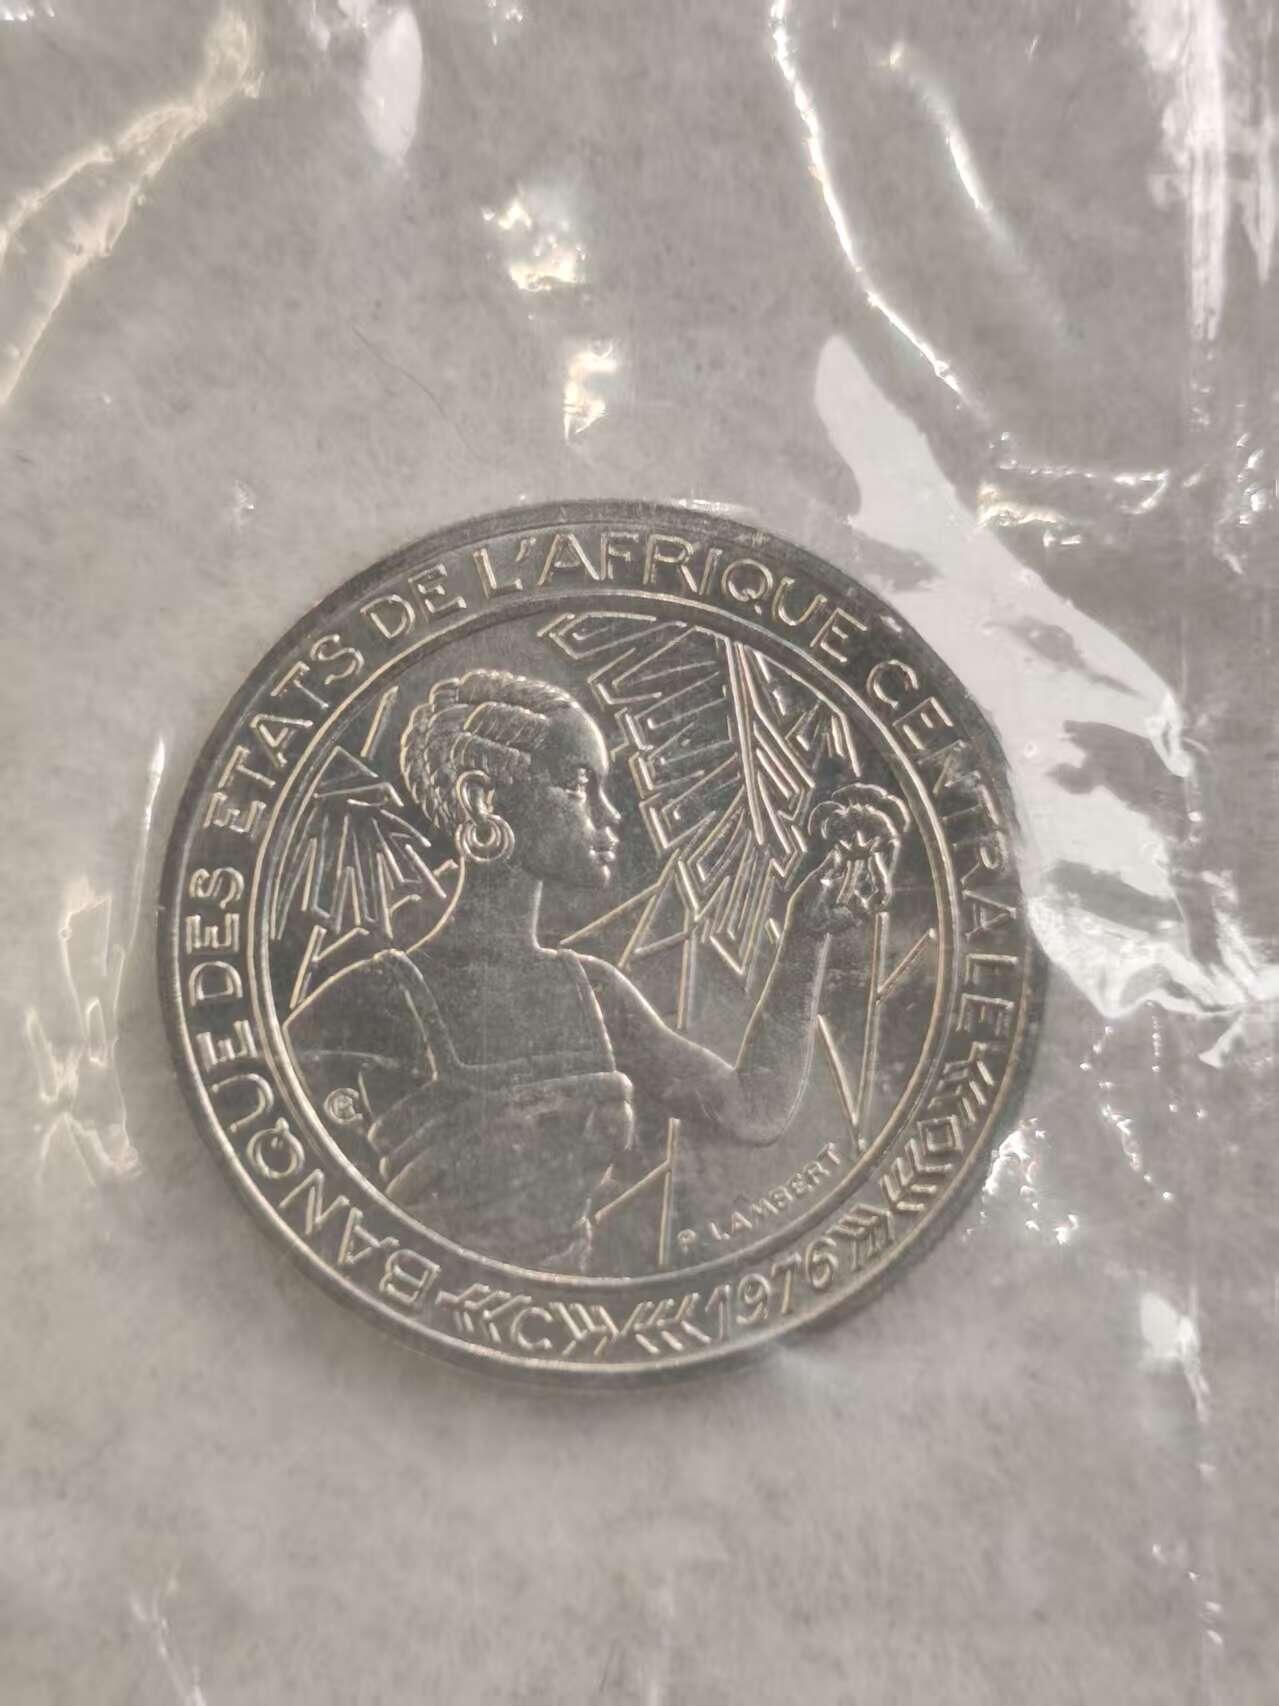 BANQUE DES ETATS DE L'AFRIQUE CENTRALE
D
1976
C
P. LAMBERT